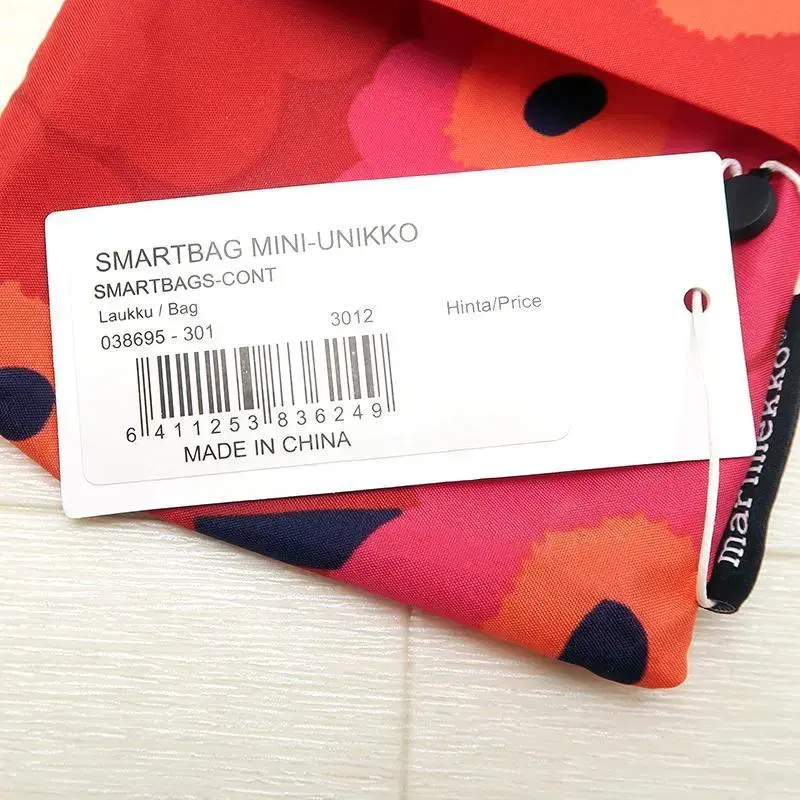 SMARTBAG MINI-UNIKKO
SMARTBAGS-CONT
Laukku / Bag
038695 - 301
3012
Hinta/Price
6 411253 836249
MADE IN CHINA
marimekko®